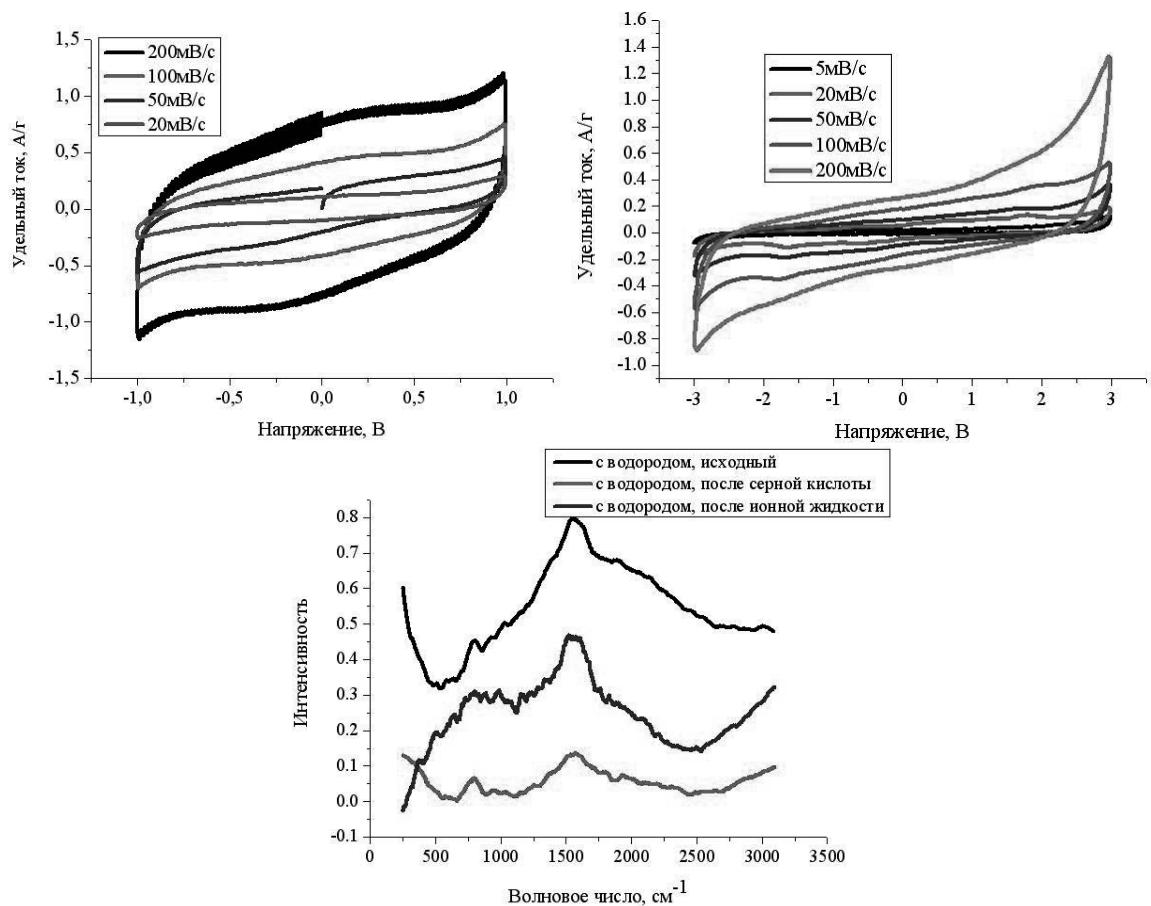 1,5
1,0
0,5
0,0
-0,5
-1,0
-1,5
200мВ/с
100мВ/с
50мВ/с
20мВ/с
Удельный ток, А/г
-1,0
-0,5
0,0
0,5
1,0
Напряжение, В
1.6
1.4
1.2
1.0
0.8
0.6
0.4
0.2
0.0
-0.2
-0.4
-0.6
-0.8
-1.0
5мВ/с
20мВ/с
50мВ/с
100мВ/с
200мВ/с
Удельный ток, А/г
-3
-2
-1
0
1
2
3
Напряжение, В
с водородом, исходный
с водородом, после серной кислоты
с водородом, после ионной жидкости
0.8
0.7
0.6
0.5
0.4
0.3
0.2
0.1
0.0
-0.1
Интенсивность
0
500
1000
1500
2000
2500
3000
3500
Волновое число, см-1